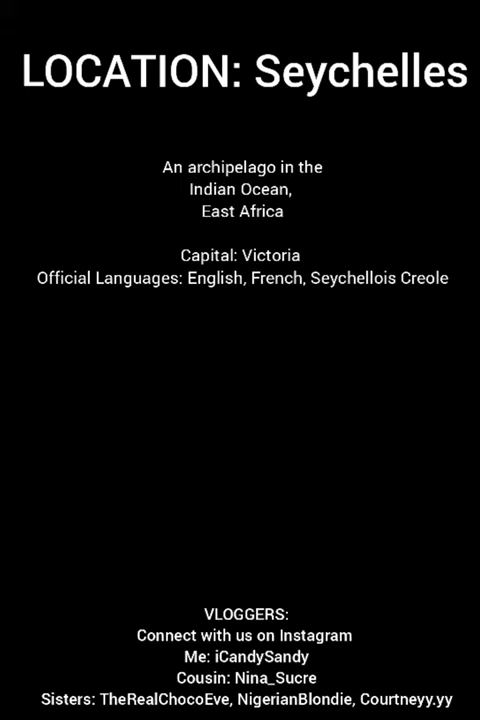 LOCATION: Seychelles
An archipelago in the
Indian Ocean,
East Africa
Capital: Victoria
Official Languages: English, French, Seychellois Creole
VLOGGERS:
Connect with us on Instagram
Me: iCandySandy
Cousin: Nina_Sucre
Sisters: TheRealChocoEve, NigerianBlondie, Courtneyy.yy